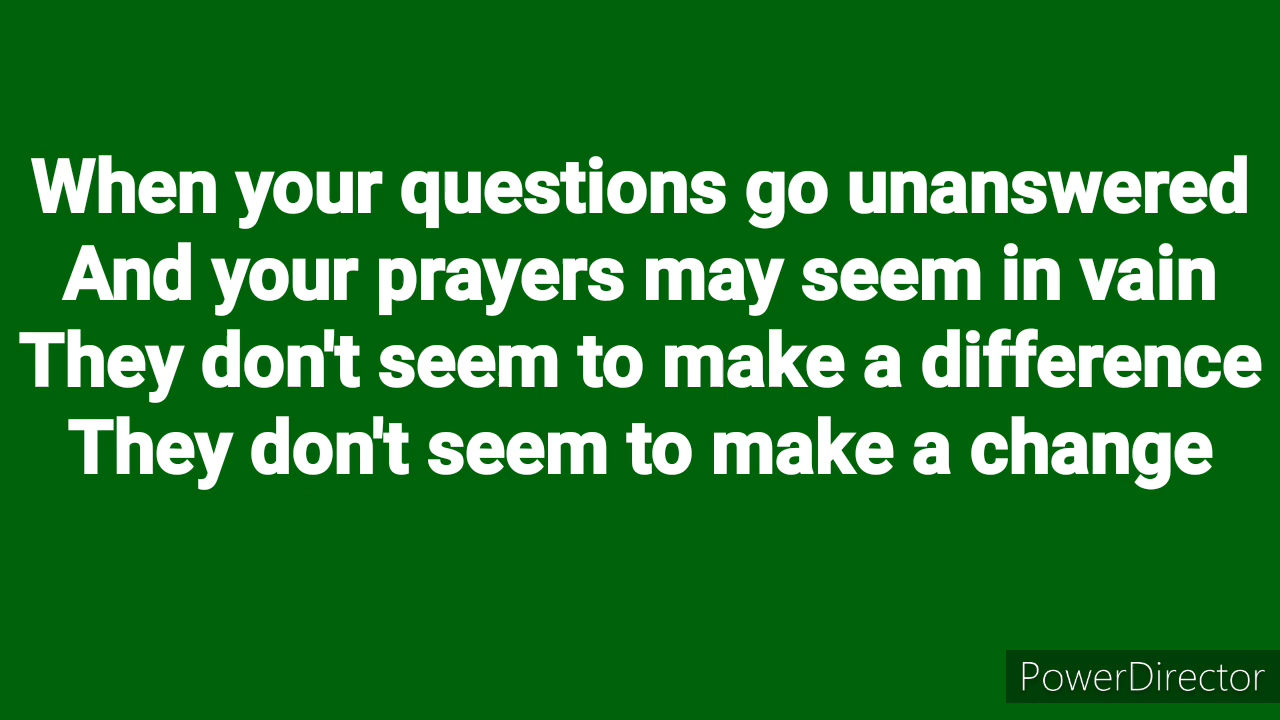 When your questions go unanswered
And your prayers may seem in vain
They don't seem to make a difference
They don't seem to make a change
PowerDirector